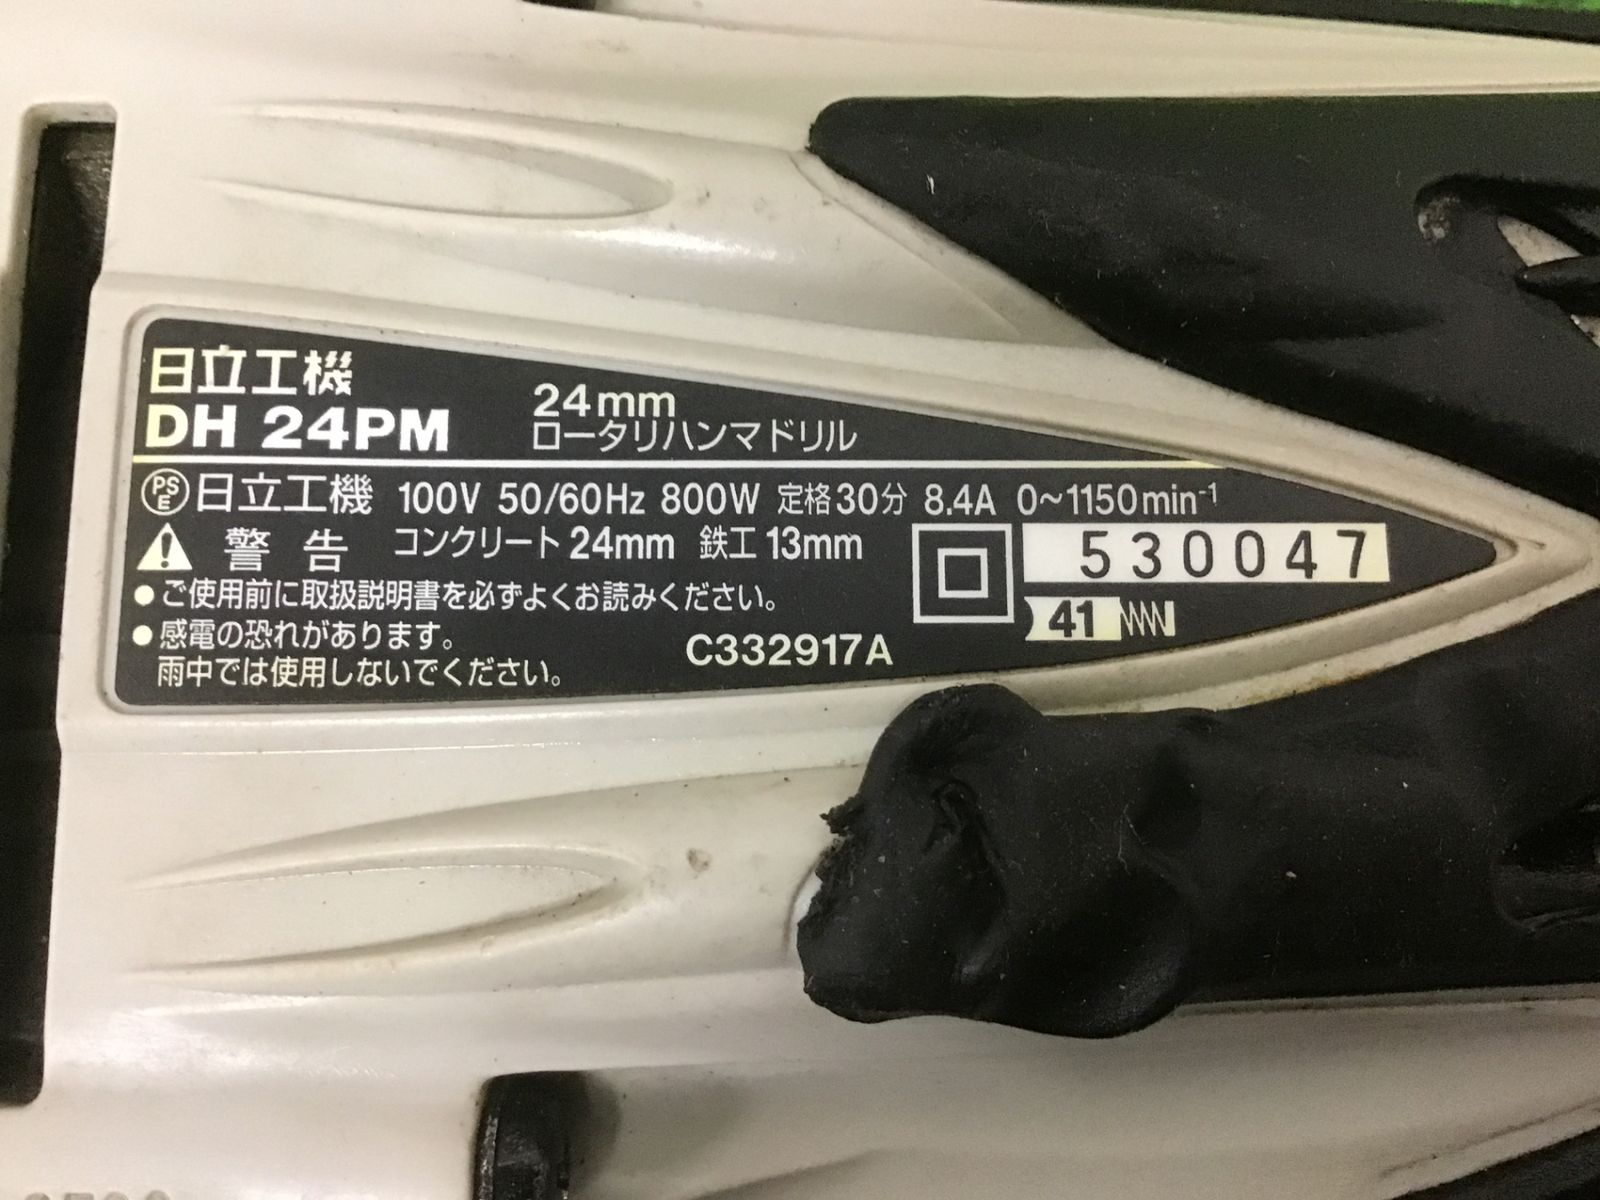 日立工機
DH 24PM
24mm
ロータリハンマドリル
PSE 日立工機 100V 50/60Hz 800W 定格30分 8.4A 0~1150min⁻¹
警告 コンクリート24mm 鉄工13mm
530047
●ご使用前に取扱説明書を必ずよくお読みください。
41
●感電の恐れがあります。
雨中では使用しないでください。
C332917A